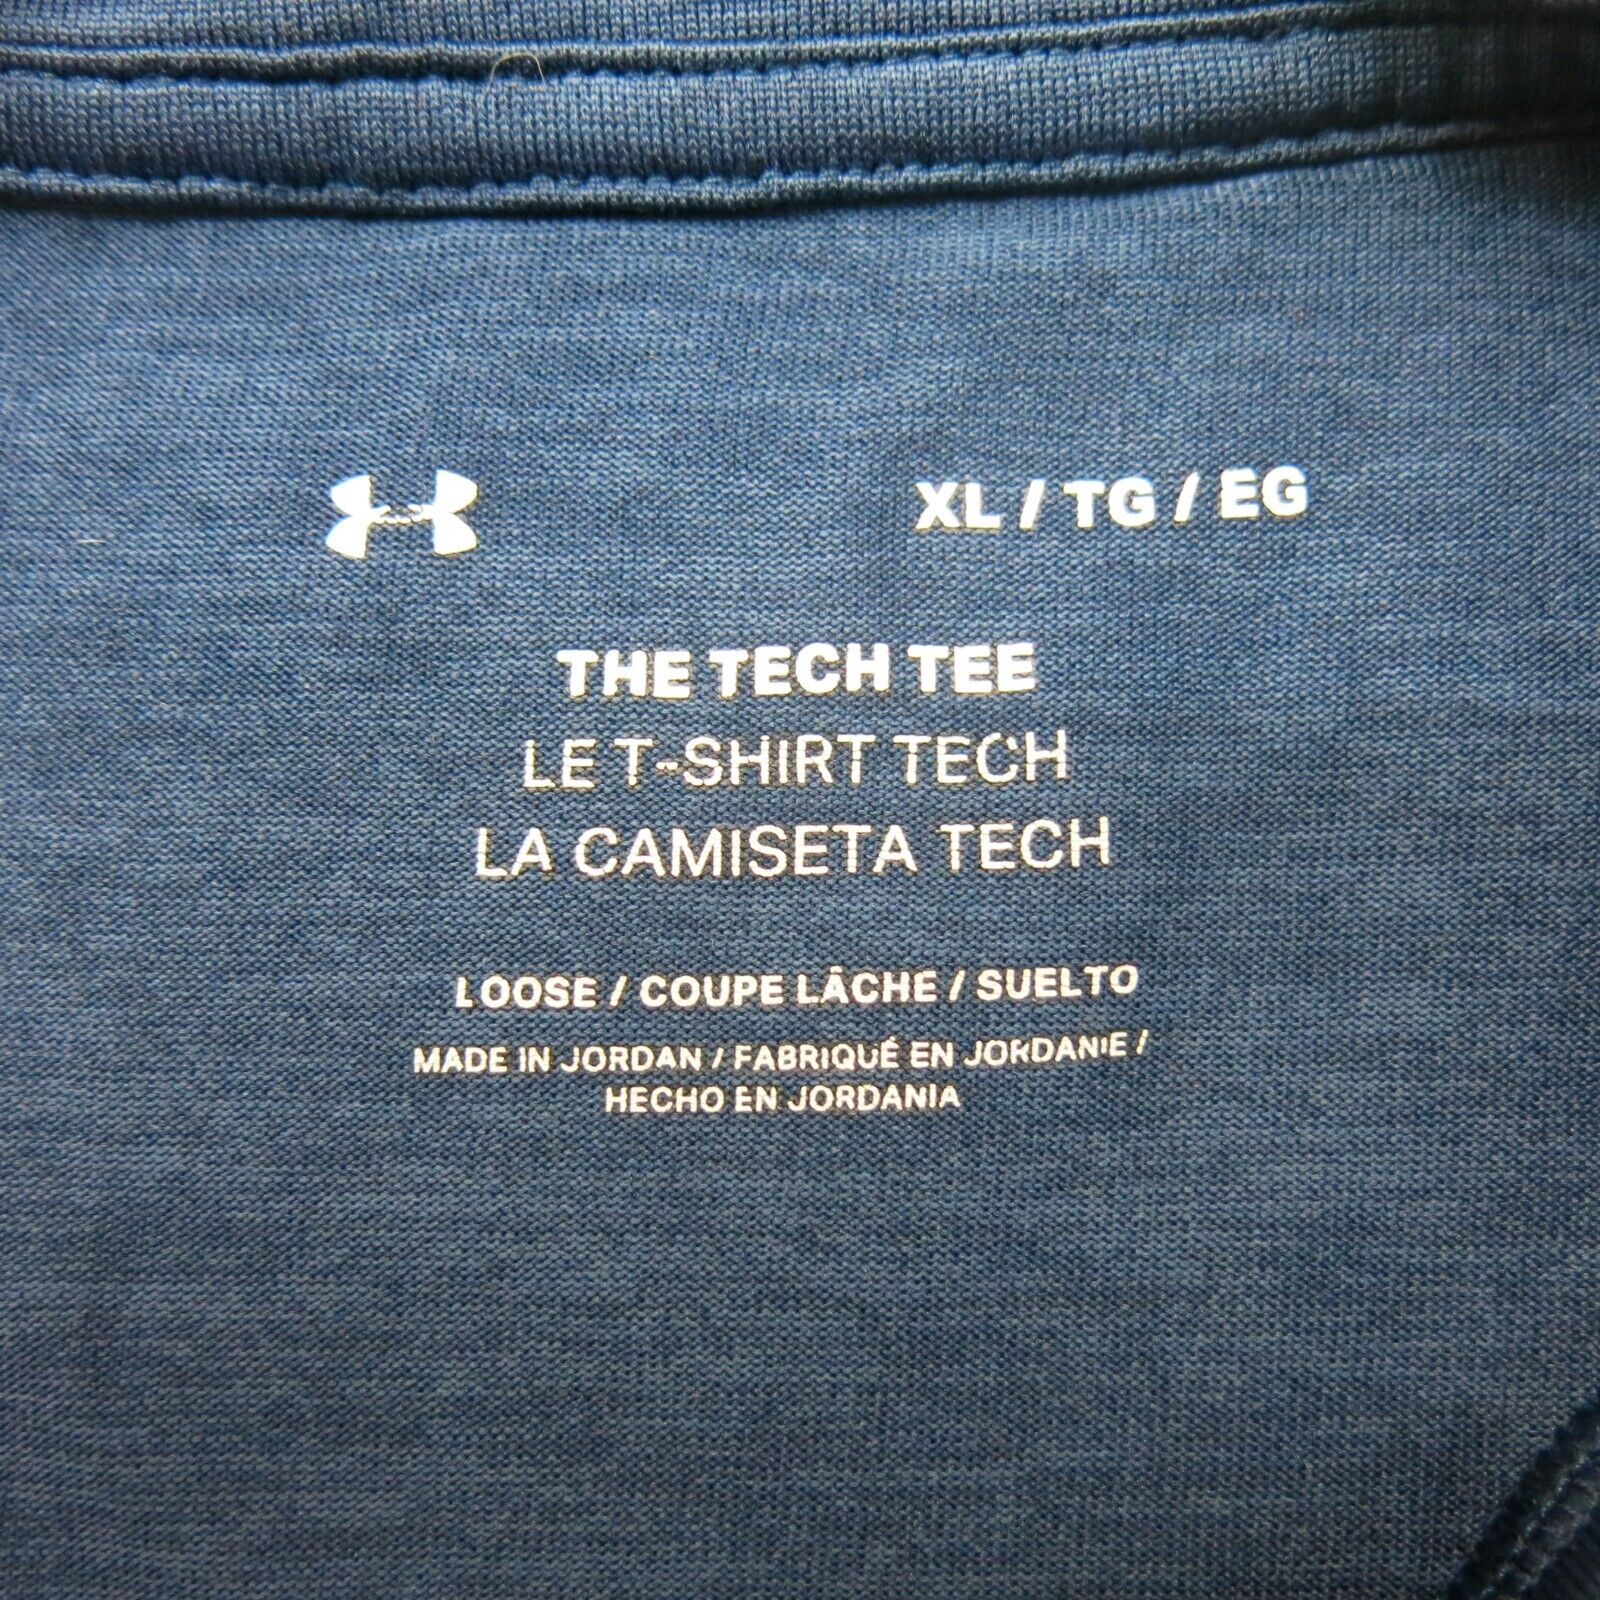 XL / TG / EG
THE TECH TEE
LE T-SHIRT TECH
LA CAMISETA TECH
LOOSE / COUPE LÂCHE / SUELTO
MADE IN JORDAN / FABRIQUÉ EN JORDANIE /
HECHO EN JORDANIA